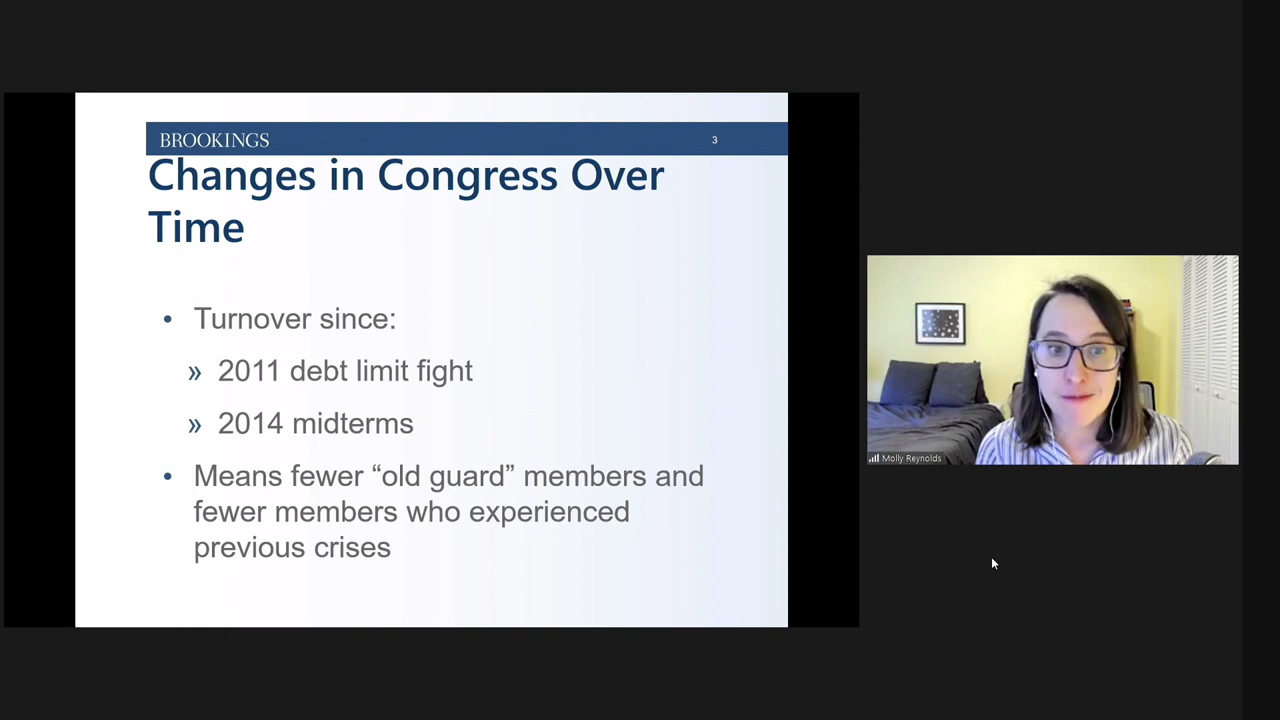 BROOKINGS
3
Changes in Congress Over
Time
• Turnover since:
» 2011 debt limit fight
» 2014 midterms
• Means fewer “old guard” members and
fewer members who experienced
previous crises
Molly Reynolds